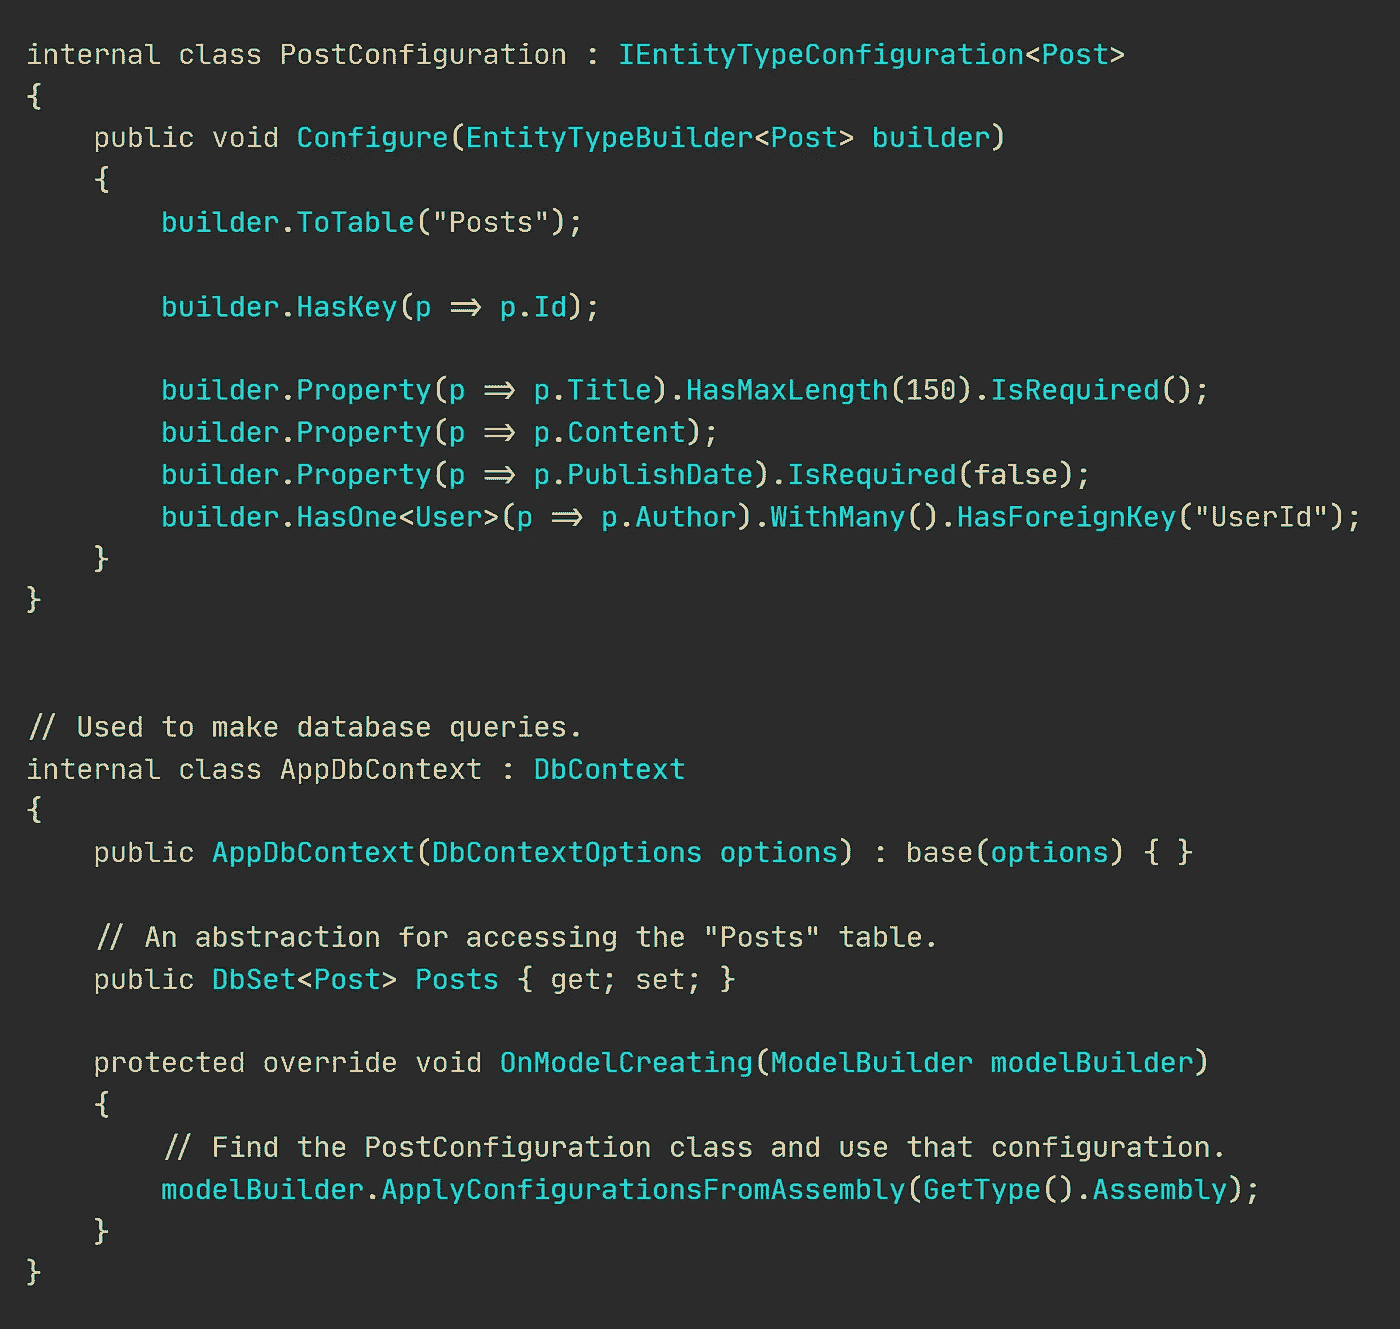 internal class PostConfiguration : IEntityTypeConfiguration<Post>
{
    public void Configure(EntityTypeBuilder<Post> builder)
    {
        builder.ToTable("Posts");

        builder.HasKey(p => p.Id);

        builder.Property(p => p.Title).HasMaxLength(150).IsRequired();
        builder.Property(p => p.Content);
        builder.Property(p => p.PublishDate).IsRequired(false);
        builder.HasOne<User>(p => p.Author).WithMany().HasForeignKey("UserId");
    }
}

// Used to make database queries.
internal class AppDbContext : DbContext
{
    public AppDbContext(DbContextOptions options) : base(options) { }

    // An abstraction for accessing the "Posts" table.
    public DbSet<Post> Posts { get; set; }

    protected override void OnModelCreating(ModelBuilder modelBuilder)
    {
        // Find the PostConfiguration class and use that configuration.
        modelBuilder.ApplyConfigurationsFromAssembly(GetType().Assembly);
    }
}